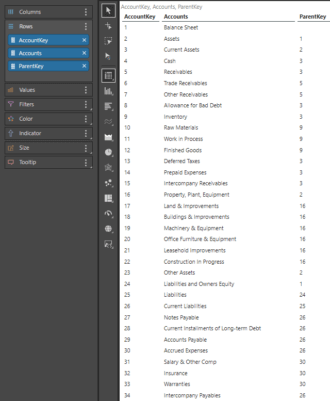 Columns
Rows
AccountKey
Accounts
ParentKey
Values
Filters
Color
Indicator
Size
Tooltip
AccountKey, Accounts, ParentKey
AccountKey Accounts ParentKey
1 Balance Sheet
2 Assets 1
3 Current Assets 2
4 Cash 3
5 Receivables 3
6 Trade Receivables 5
7 Other Receivables 5
8 Allowance for Bad Debt 3
9 Inventory 3
10 Raw Materials 9
11 Work in Process 9
12 Finished Goods 9
13 Deferred Taxes 3
14 Prepaid Expenses 3
15 Intercompany Receivables 3
16 Property, Plant, Equipment 2
17 Land & Improvements 16
18 Buildings & Improvements 16
19 Machinery & Equipment 16
20 Office Furniture & Equipment 16
21 Leasehold Improvements 16
22 Construction In Progress 16
23 Other Assets 2
24 Liabilities and Owners Equity 1
25 Liabilities 24
26 Current Liabilities 25
27 Notes Payable 26
28 Current Installments of Long-term Debt 26
29 Accounts Payable 26
30 Accrued Expenses 26
31 Salary & Other Comp 30
32 Insurance 30
33 Warranties 30
34 Intercompany Payables 26